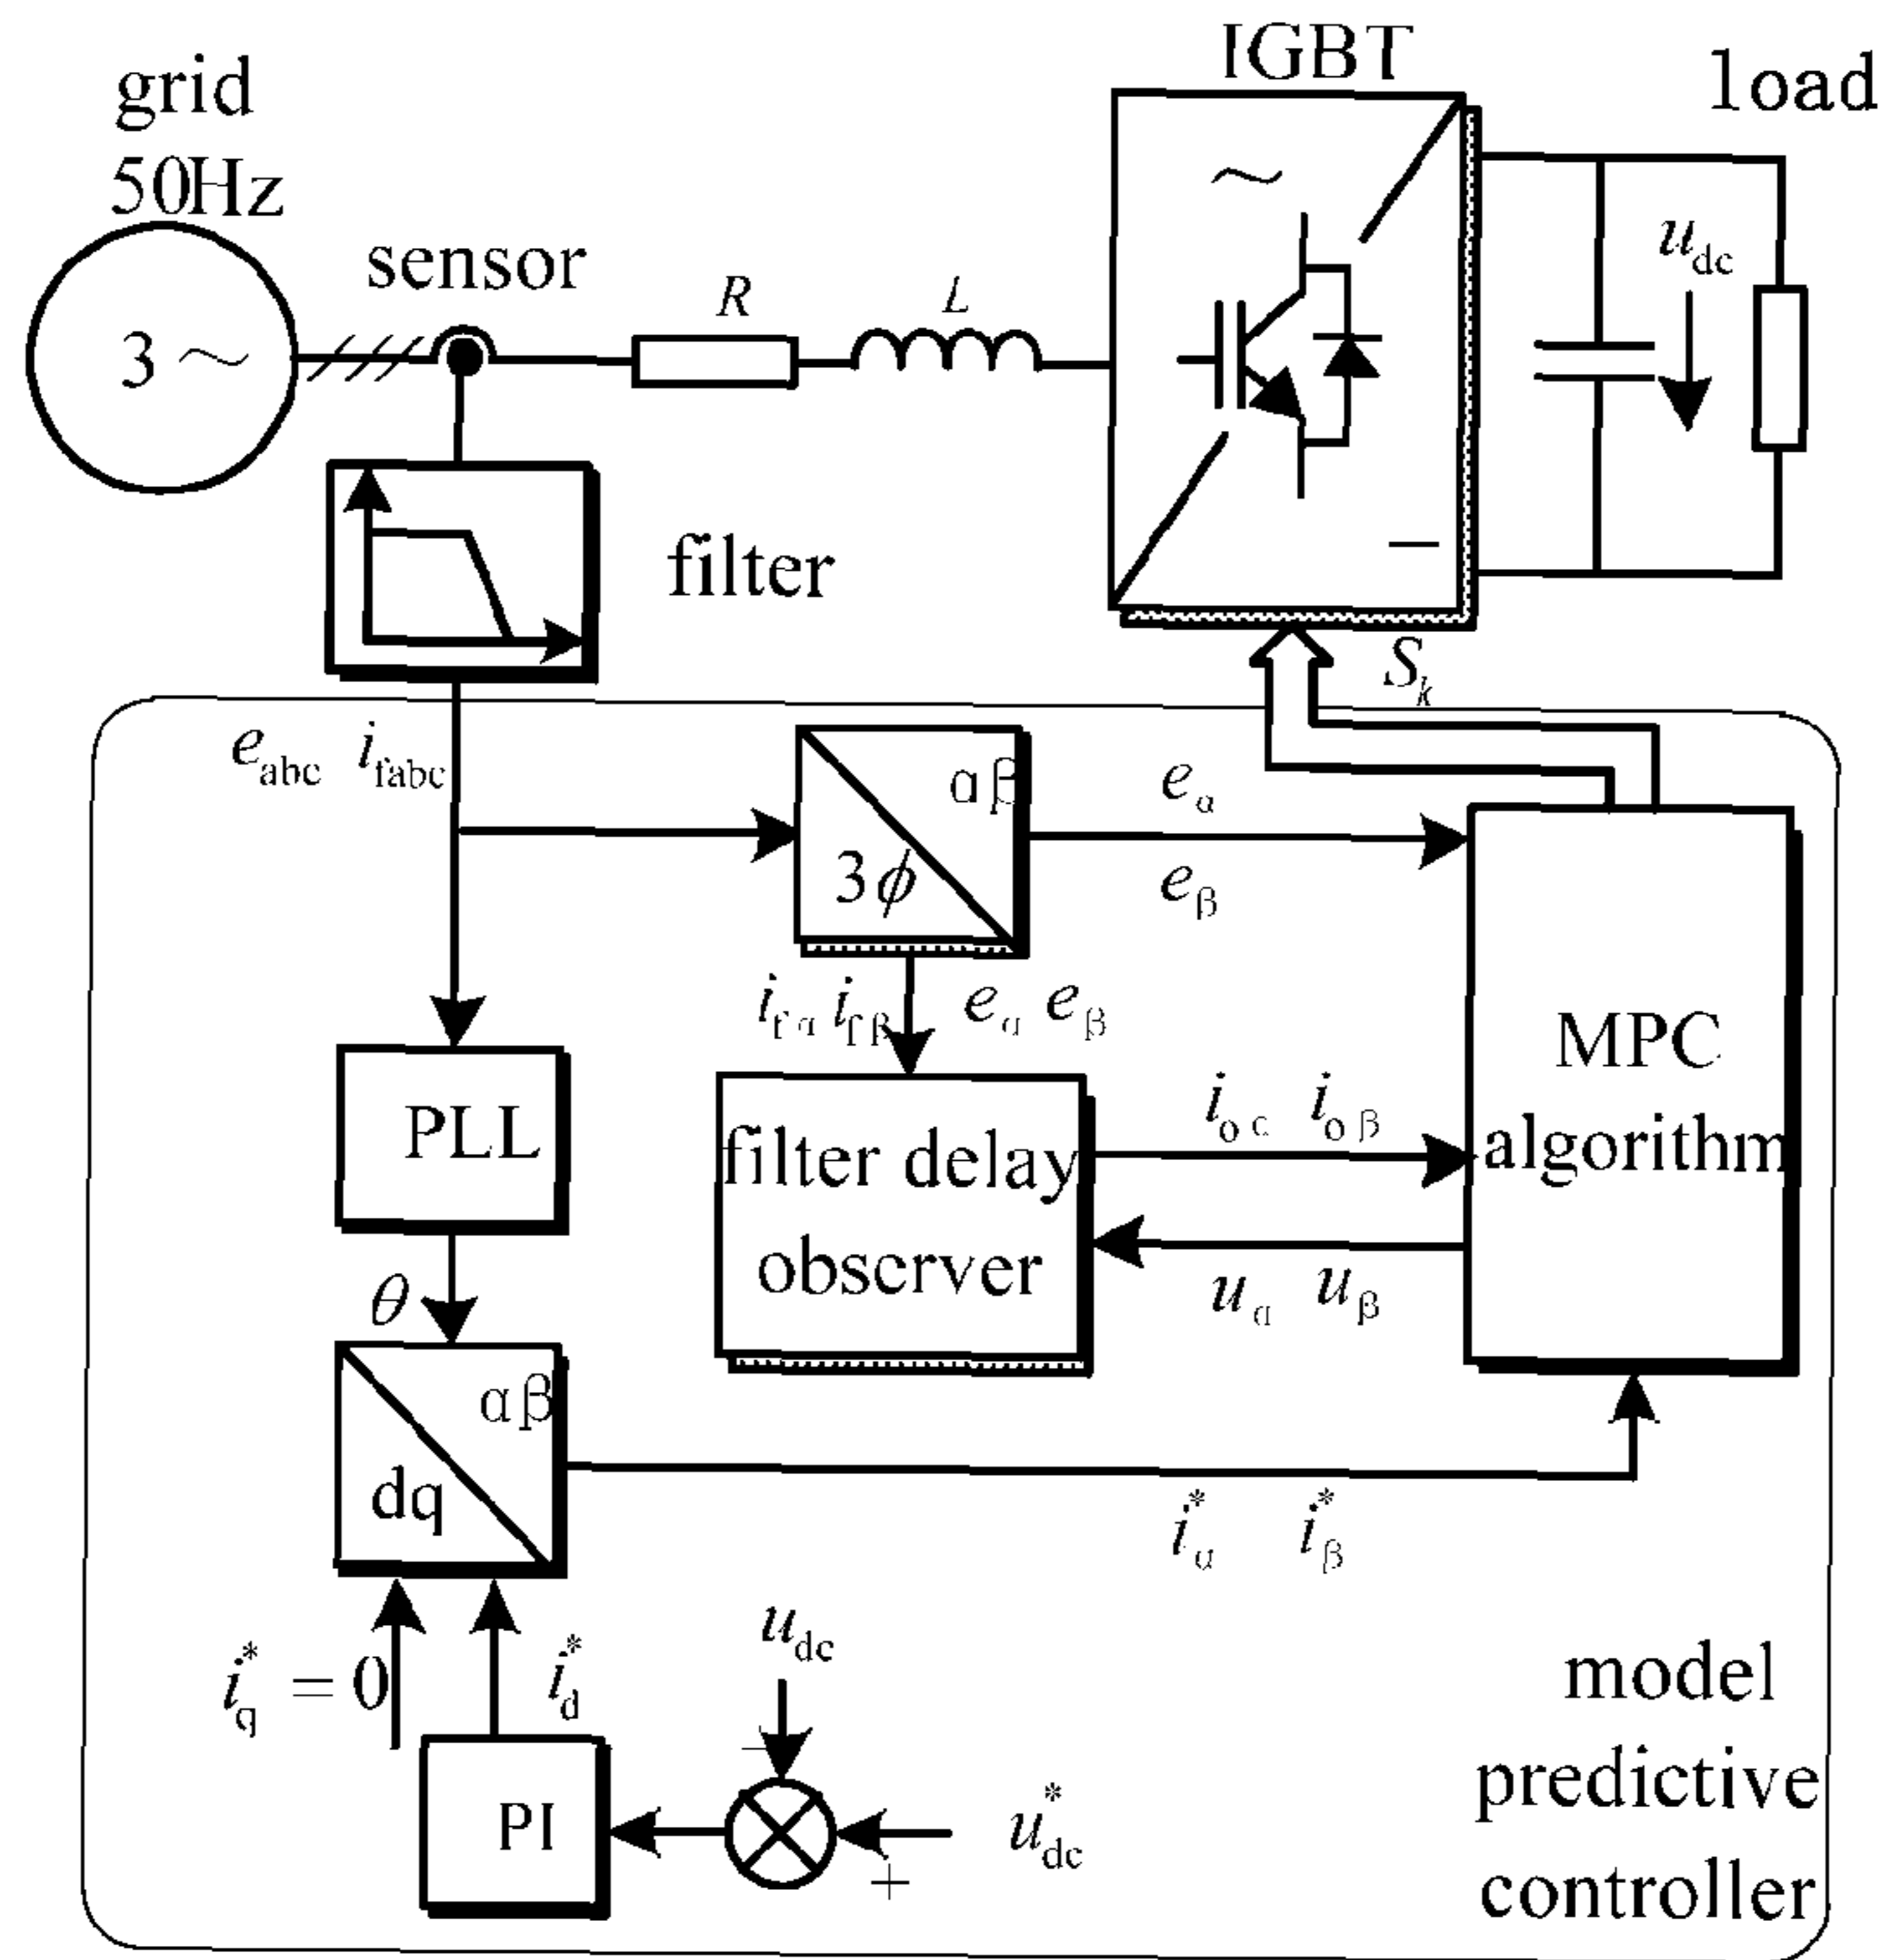 IGBT
load
grid
50Hz
sensor
3 ~
R
L
~
u_dc
filter
—
S_k
e_abc i_fabc
αβ
3ϕ
e_α
e_β
i_fα i_fβ e_α e_β
MPC
algorithm
PLL
filter delay
observer
i_oα i_oβ
u_α u_β
θ
αβ
dq
i*_α i*_β
i*_q = 0
i*_d
u_dc
−
PI
u*_dc
+
model
predictive
controller